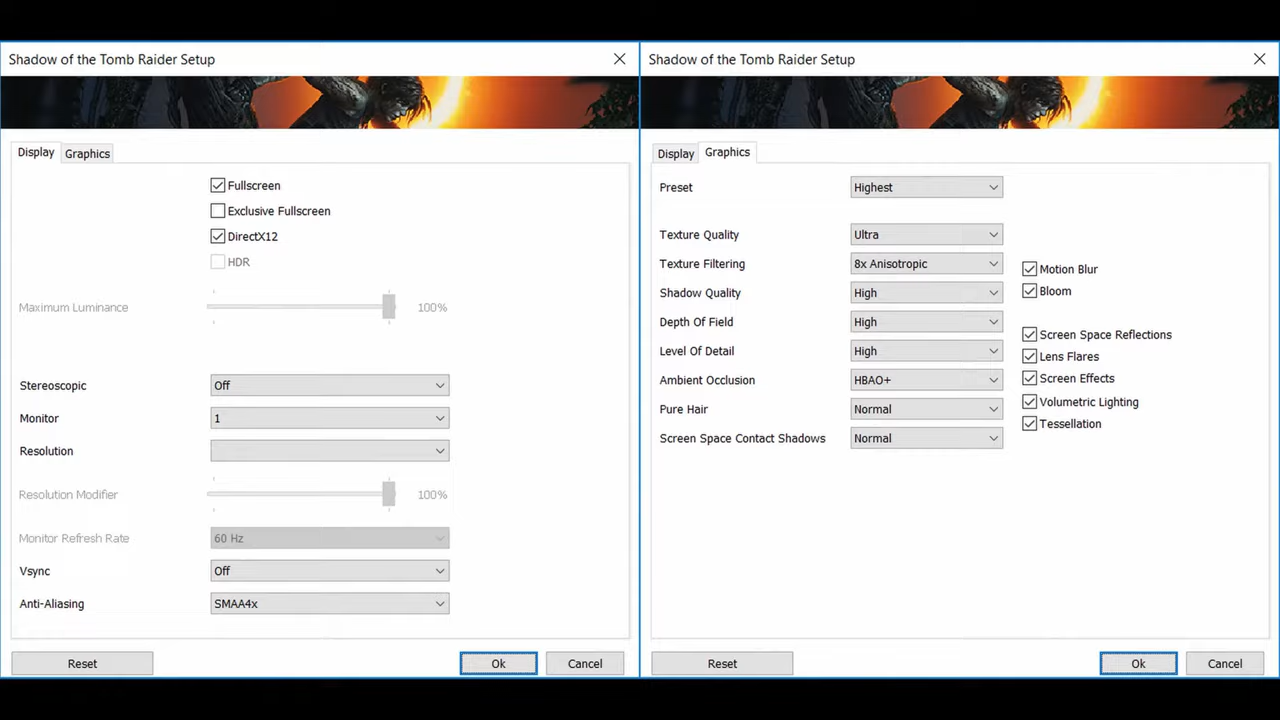 Shadow of the Tomb Raider Setup
Display Graphics
Fullscreen
Exclusive Fullscreen
DirectX12
HDR
Maximum Luminance 100%
Stereoscopic Off
Monitor 1
Resolution
Resolution Modifier 100%
Monitor Refresh Rate 60 Hz
Vsync Off
Anti-Aliasing SMAA4x
Reset Ok Cancel
Shadow of the Tomb Raider Setup
Display Graphics
Preset Highest
Texture Quality Ultra
Texture Filtering 8x Anisotropic
Shadow Quality High
Depth Of Field High
Level Of Detail High
Ambient Occlusion HBAO+
Pure Hair Normal
Screen Space Contact Shadows Normal
Motion Blur
Bloom
Screen Space Reflections
Lens Flares
Screen Effects
Volumetric Lighting
Tessellation
Reset Ok Cancel